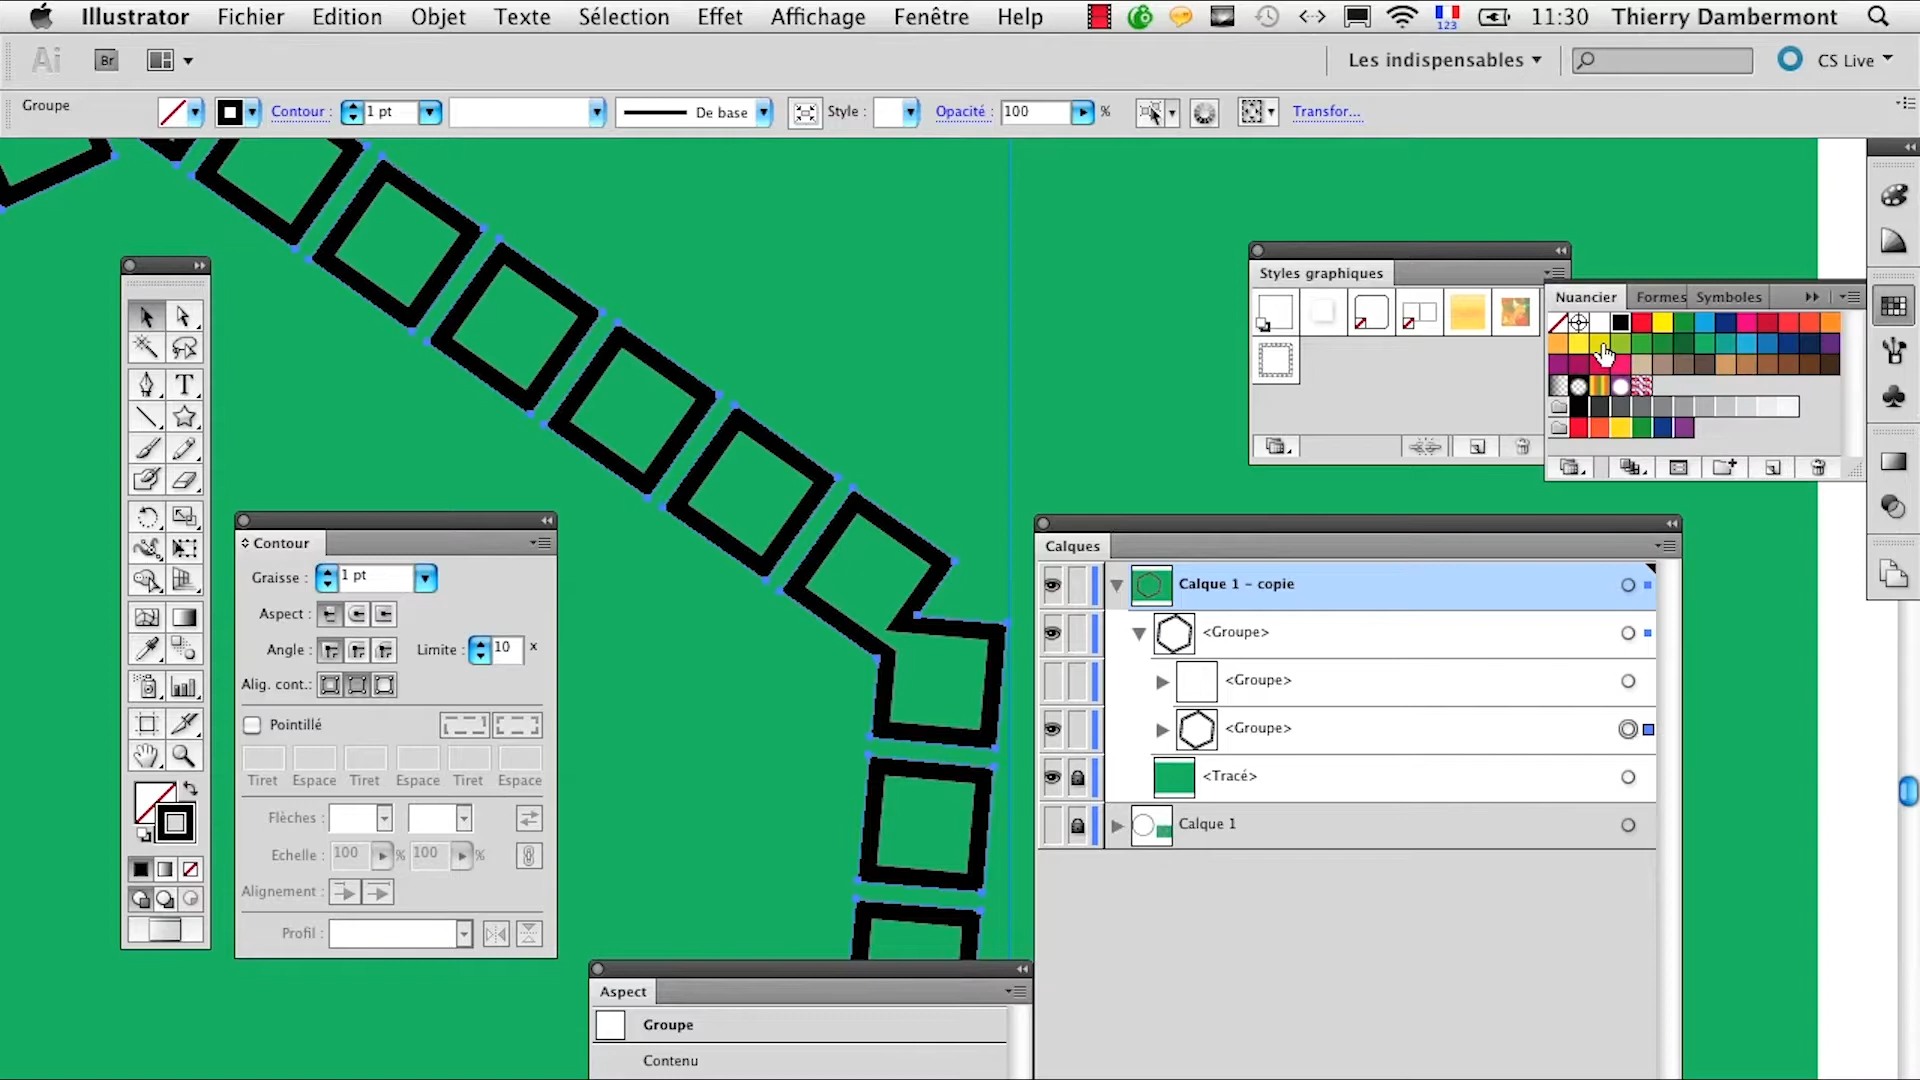 Illustrator Fichier Edition Objet Texte Sélection Effet Affichage Fenêtre Help 123 11:30 Thierry Dambermont
Ai Br Les indispensables CS Live
Groupe Contour : 1 pt De base Style : Opacité : 100 % Transfor...
Styles graphiques
Nuancier Formes Symboles
Contour
Graisse : 1 pt
Aspect :
Angle : Limite : 10 x
Alig. cont.:
Pointillé
Tiret Espace Tiret Espace Tiret Espace
Flèches :
Echelle : 100 % 100 %
Alignement :
Profil :
Calques
Calque 1 - copie
<Groupe>
<Groupe>
<Groupe>
<Tracé>
Calque 1
Aspect
Groupe
Contenu